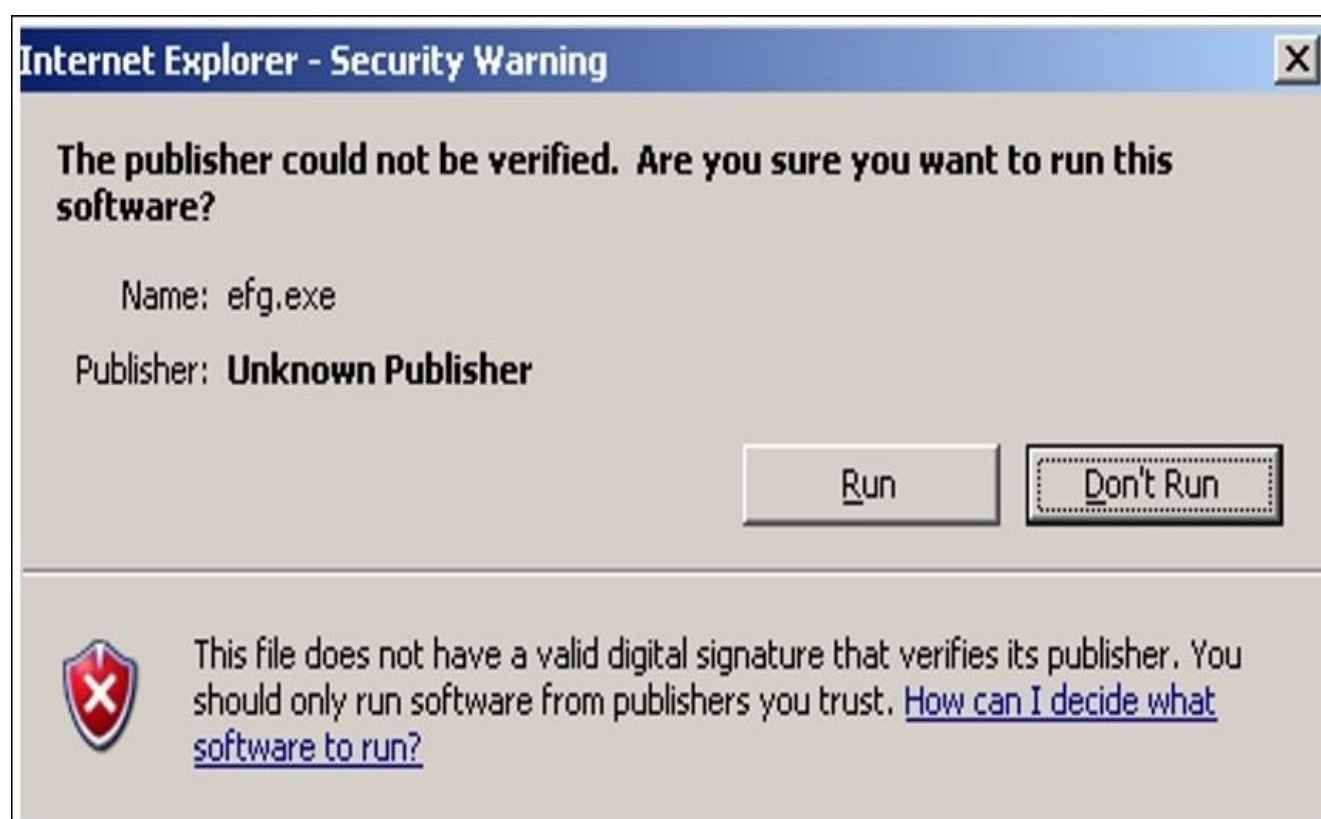 Internet Explorer - Security Warning
The publisher could not be verified. Are you sure you want to run this
software?
Name: efg.exe
Publisher: Unknown Publisher
Run Don't Run
This file does not have a valid digital signature that verifies its publisher. You
should only run software from publishers you trust. How can I decide what
software to run?